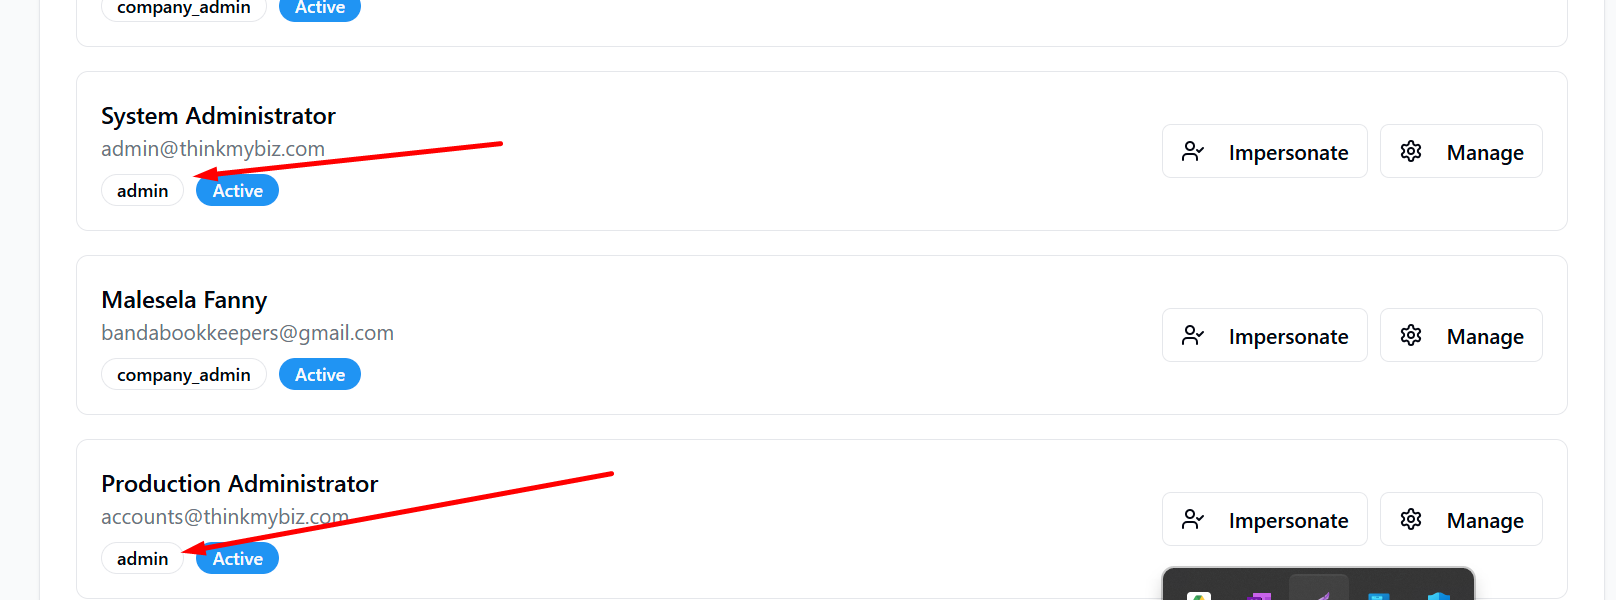 company_admin Active
System Administrator
admin@thinkmybiz.com
admin Active
Impersonate Manage
Malesela Fanny
bandabookkeepers@gmail.com
company_admin Active
Impersonate Manage
Production Administrator
accounts@thinkmybiz.com
admin Active
Impersonate Manage